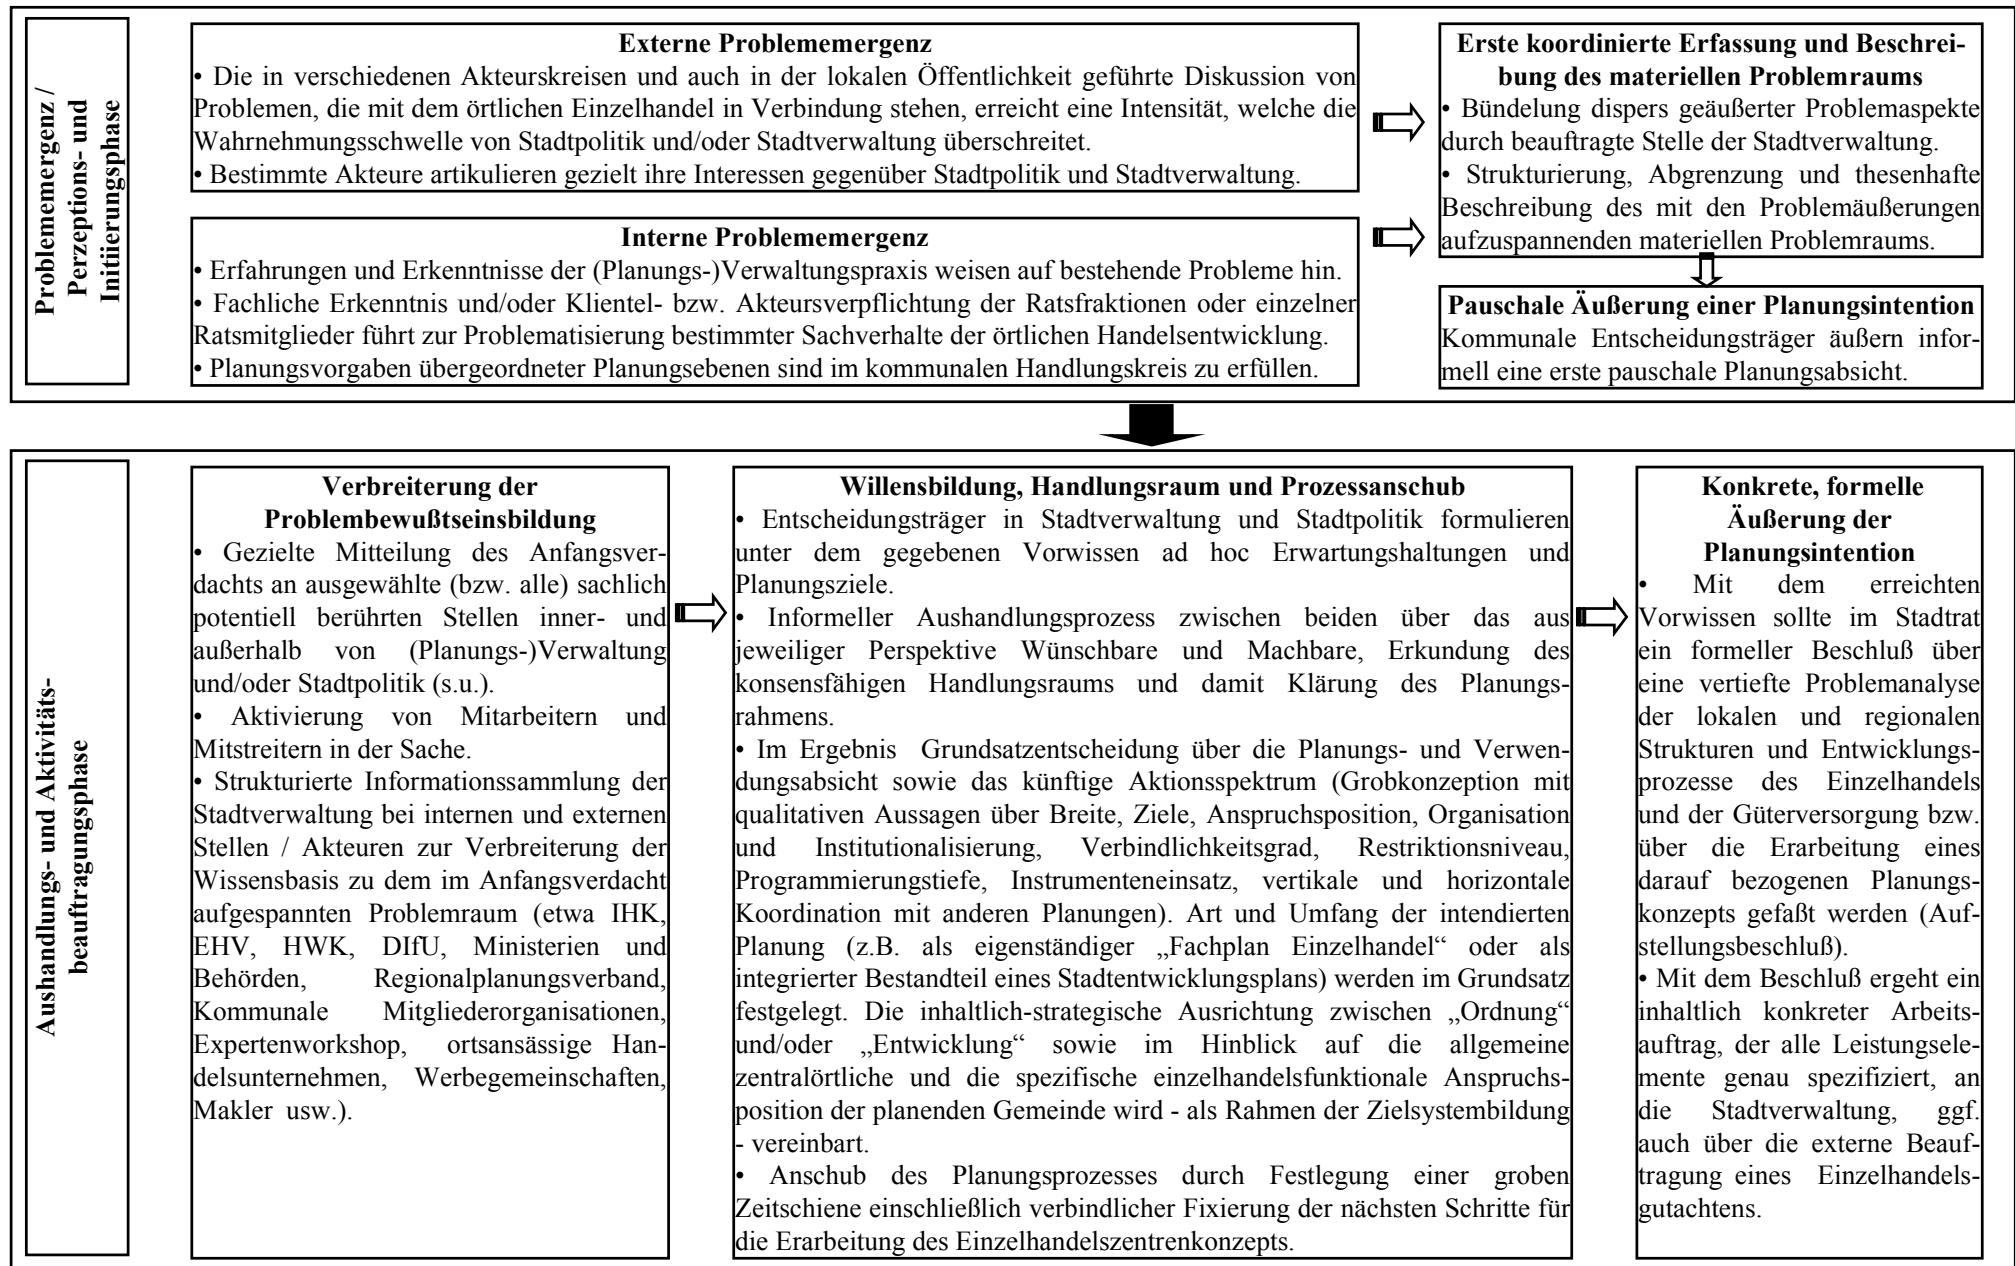 Problememergenz /
Perzeptions- und
Initiierungsphase
Externe Problememergenz
• Die in verschiedenen Akteurskreisen und auch in der lokalen Öffentlichkeit geführte Diskussion von
Problemen, die mit dem örtlichen Einzelhandel in Verbindung stehen, erreicht eine Intensität, welche die
Wahrnehmungsschwelle von Stadtpolitik und/oder Stadtverwaltung überschreitet.
• Bestimmte Akteure artikulieren gezielt ihre Interessen gegenüber Stadtpolitik und Stadtverwaltung.
Interne Problememergenz
• Erfahrungen und Erkenntnisse der (Planungs-)Verwaltungspraxis weisen auf bestehende Probleme hin.
• Fachliche Erkenntnis und/oder Klientel- bzw. Akteursverpflichtung der Ratsfraktionen oder einzelner
Ratsmitglieder führt zur Problematisierung bestimmter Sachverhalte der örtlichen Handelsentwicklung.
• Planungsvorgaben übergeordneter Planungsebenen sind im kommunalen Handlungskreis zu erfüllen.
Erste koordinierte Erfassung und Beschrei-
bung des materiellen Problemraums
• Bündelung dispers geäußerter Problemaspekte
durch beauftragte Stelle der Stadtverwaltung.
• Strukturierung, Abgrenzung und thesenhafte
Beschreibung des mit den Problemäußerungen
aufzuspannenden materiellen Problemraums.
Pauschale Äußerung einer Planungsintention
Kommunale Entscheidungsträger äußern infor-
mell eine erste pauschale Planungsabsicht.
Aushandlungs- und Aktivitäts-
beauftragungsphase
Verbreiterung der
Problembewußtseinsbildung
• Gezielte Mitteilung des Anfangsver-
dachts an ausgewählte (bzw. alle) sachlich
potentiell berührten Stellen inner- und
außerhalb von (Planungs-)Verwaltung
und/oder Stadtpolitik (s.u.).
• Aktivierung von Mitarbeitern und
Mitstreitern in der Sache.
• Strukturierte Informationssammlung der
Stadtverwaltung bei internen und externen
Stellen / Akteuren zur Verbreiterung der
Wissensbasis zu dem im Anfangsverdacht
aufgespannten Problemraum (etwa IHK,
EHV, HWK, DIfU, Ministerien und
Behörden, Regionalplanungsverband,
Kommunale Mitgliederorganisationen,
Expertenworkshop, ortsansässige Han-
delsunternehmen, Werbegemeinschaften,
Makler usw.).
Willensbildung, Handlungsraum und Prozessanschub
• Entscheidungsträger in Stadtverwaltung und Stadtpolitik formulieren
unter dem gegebenen Vorwissen ad hoc Erwartungshaltungen und
Planungsziele.
• Informeller Aushandlungsprozess zwischen beiden über das aus
jeweiliger Perspektive Wünschbare und Machbare, Erkundung des
konsensfähigen Handlungsraums und damit Klärung des Planungs-
rahmens.
• Im Ergebnis Grundsatzentscheidung über die Planungs- und Verwen-
dungsabsicht sowie das künftige Aktionsspektrum (Grobkonzeption mit
qualitativen Aussagen über Breite, Ziele, Anspruchsposition, Organisation
und Institutionalisierung, Verbindlichkeitsgrad, Restriktionsniveau,
Programmierungstiefe, Instrumenteneinsatz, vertikale und horizontale
Koordination mit anderen Planungen). Art und Umfang der intendierten
Planung (z.B. als eigenständiger „Fachplan Einzelhandel“ oder als
integrierter Bestandteil eines Stadtentwicklungsplans) werden im Grundsatz
festgelegt. Die inhaltlich-strategische Ausrichtung zwischen „Ordnung“
und/oder „Entwicklung“ sowie im Hinblick auf die allgemeine
zentralörtliche und die spezifische einzelhandelsfunktionale Anspruchs-
position der planenden Gemeinde wird - als Rahmen der Zielsystembildung
- vereinbart.
• Anschub des Planungsprozesses durch Festlegung einer groben
Zeitschiene einschließlich verbindlicher Fixierung der nächsten Schritte für
die Erarbeitung des Einzelhandelszentrenkonzepts.
Konkrete, formelle
Äußerung der
Planungsintention
• Mit dem erreichten
Vorwissen sollte im Stadtrat
ein formeller Beschluß über
eine vertiefte Problemanalyse
der lokalen und regionalen
Strukturen und Entwicklungs-
prozesse des Einzelhandels
und der Güterversorgung bzw.
über die Erarbeitung eines
darauf bezogenen Planungs-
konzepts gefaßt werden (Auf-
stellungsbeschluß).
• Mit dem Beschluß ergeht ein
inhaltlich konkreter Arbeits-
auftrag, der alle Leistungsele-
mente genau spezifiziert, an
die Stadtverwaltung, ggf.
auch über die externe Beauf-
tragung eines Einzelhandels-
gutachtens.